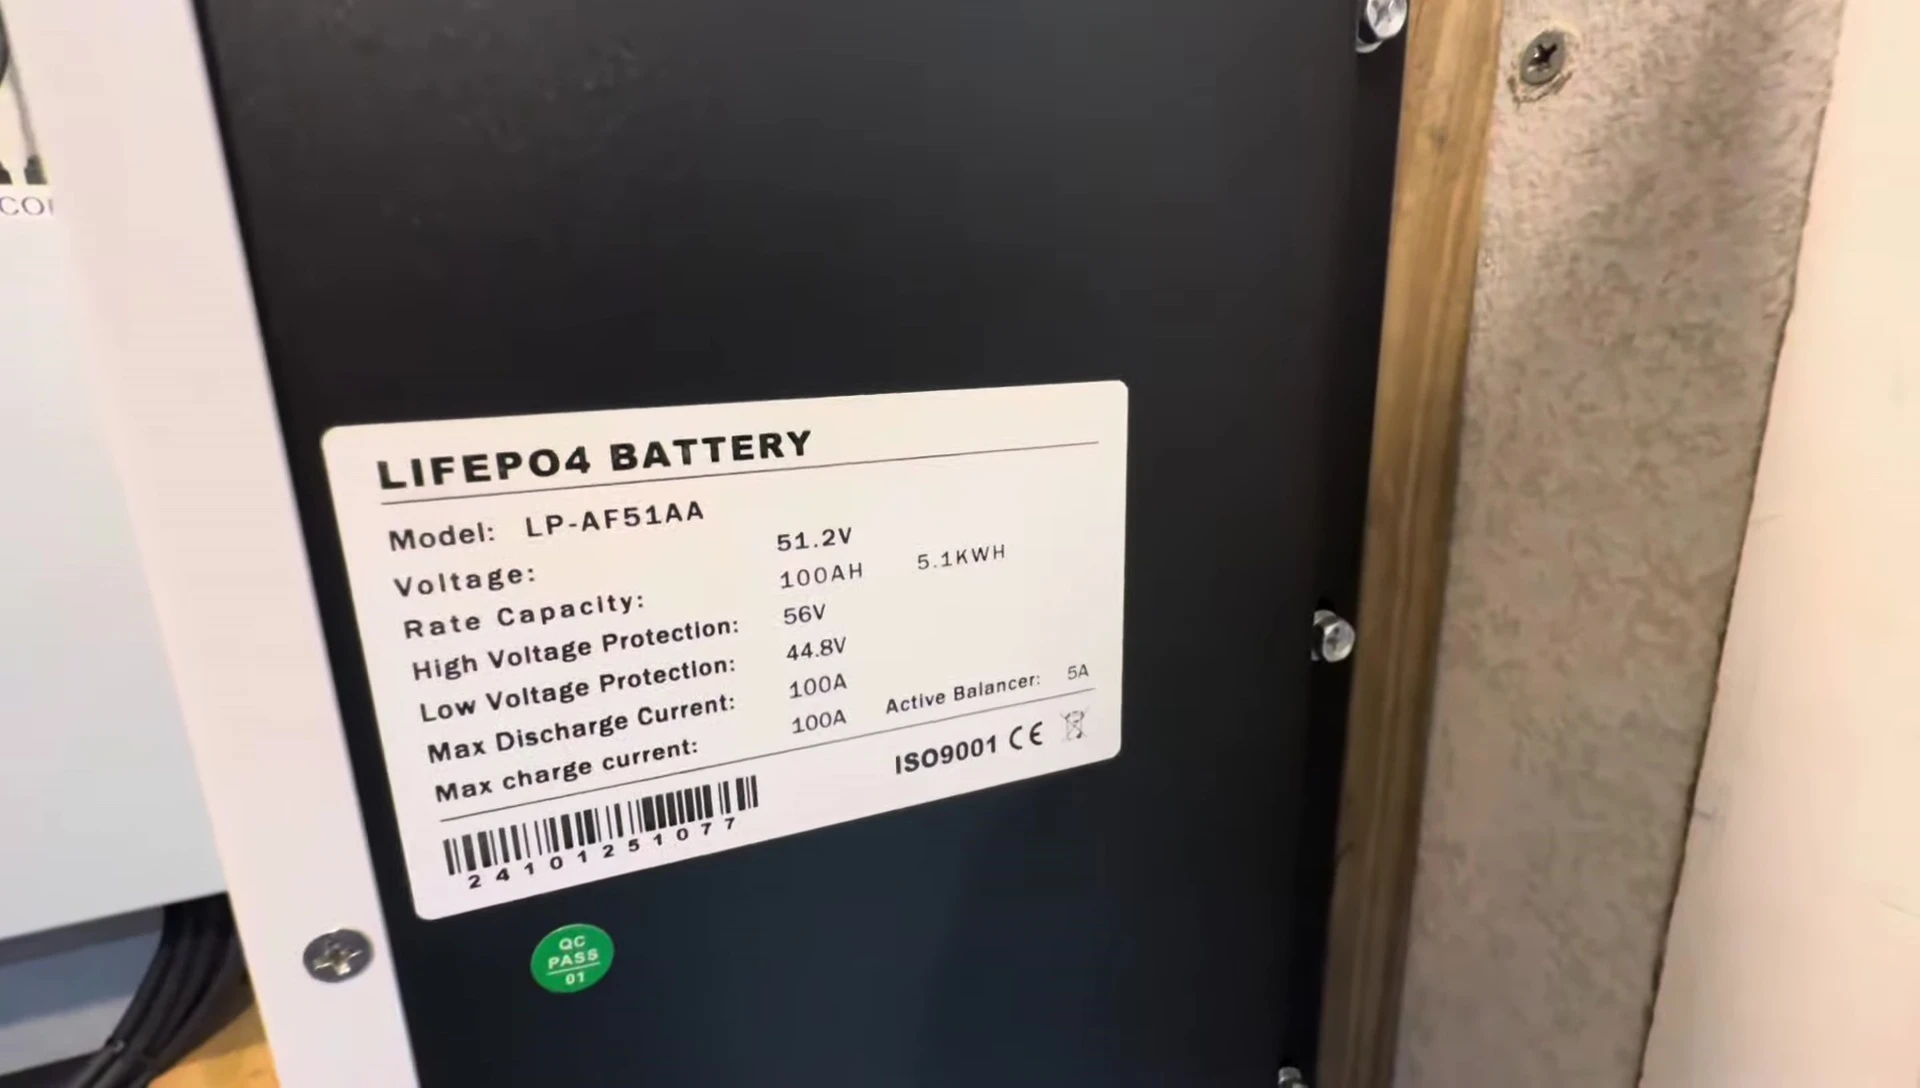 LIFEPO4 BATTERY
Model: LP-AF51AA
Voltage: 51.2V
Rate Capacity: 100AH 5.1KWH
High Voltage Protection: 56V
Low Voltage Protection: 44.8V
Max Discharge Current: 100A
Max charge current: 100A Active Balancer: 5A
ISO9001 CE
24101251077
QC
PASS
01